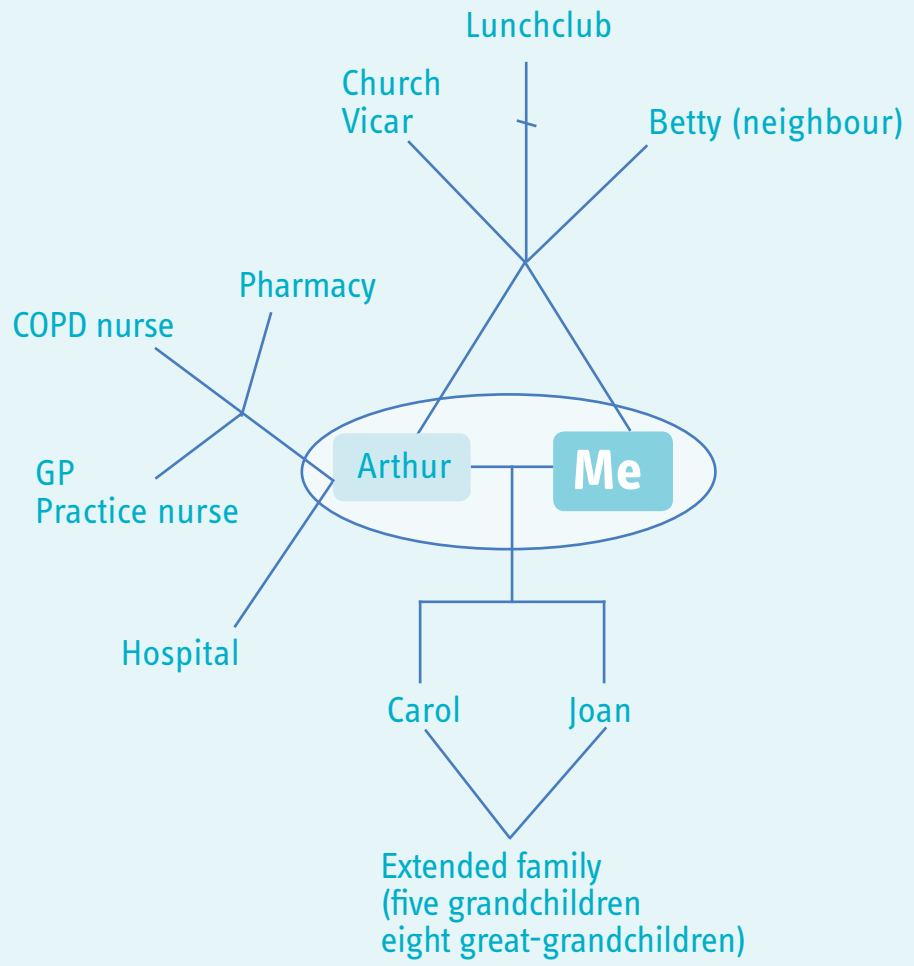 Lunchclub
Church
Vicar
Betty (neighbour)
Pharmacy
COPD nurse
Arthur
Me
GP
Practice nurse
Hospital
Carol
Joan
Extended family
(five grandchildren
eight great-grandchildren)